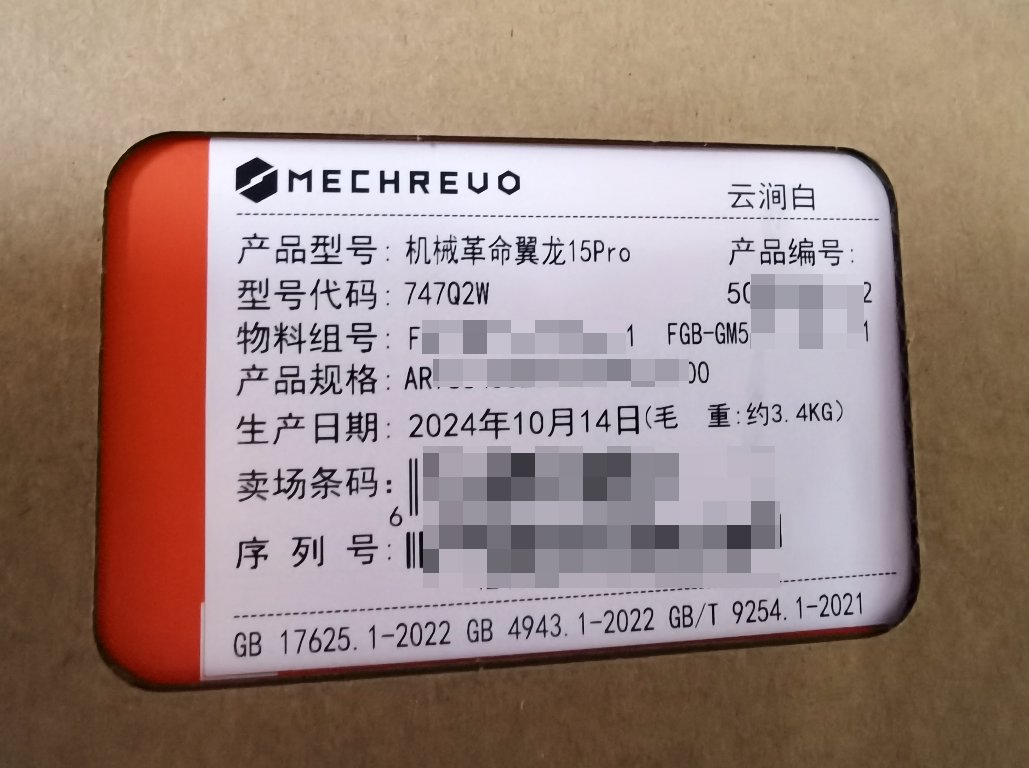 MECHREVO
云涧白
产品型号: 机械革命翼龙15Pro
产品编号:
型号代码: 747Q2W
物料组号: FGB-GM5
产品规格:
生产日期: 2024年10月14日(毛 重:约3.4KG)
卖场条码:
6
序列号:
GB 17625.1-2022 GB 4943.1-2022 GB/T 9254.1-2021